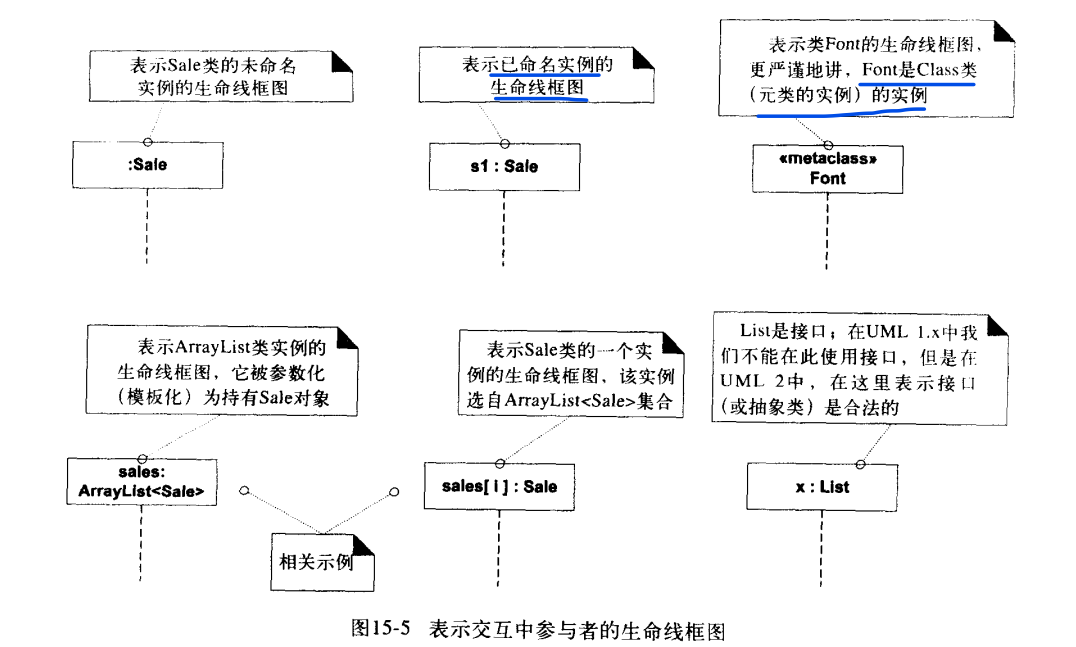 表示Sale类的未命名
实例的生命线框图
表示已命名实例的
生命线框图
表示类Font的生命线框图，
更严谨地讲，Font是Class类
（元类的实例）的实例
:Sale
s1 : Sale
«metaclass»
Font
表示ArrayList类实例的
生命线框图，它被参数化
（模板化）为持有Sale对象
表示Sale类的一个实
例的生命线框图，该实例
选自ArrayList<Sale>集合
List是接口；在UML 1.x中我
们不能在此使用接口，但是在
UML 2中，在这里表示接口
（或抽象类）是合法的
sales:
ArrayList<Sale>
sales[ i ] : Sale
x : List
相关示例
图15-5 表示交互中参与者的生命线框图